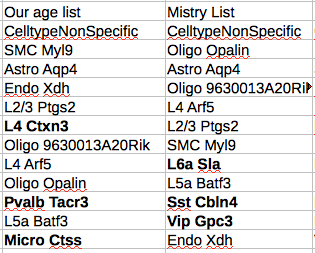 Our age list Mistry List
CelltypeNonSpecific CelltypeNonSpecific
SMC Myl9 Oligo Opalin
Astro Aqp4 Astro Aqp4
Endo Xdh Oligo 9630013A20Rik
L2/3 Ptgs2 L4 Arf5
L4 Ctxn3 L2/3 Ptgs2
Oligo 9630013A20Rik SMC Myl9
L4 Arf5 L6a Sla
Oligo Opalin L5a Batf3
Pvalb Tacr3 Sst Cbln4
L5a Batf3 Vip Gpc3
Micro Ctss Endo Xdh